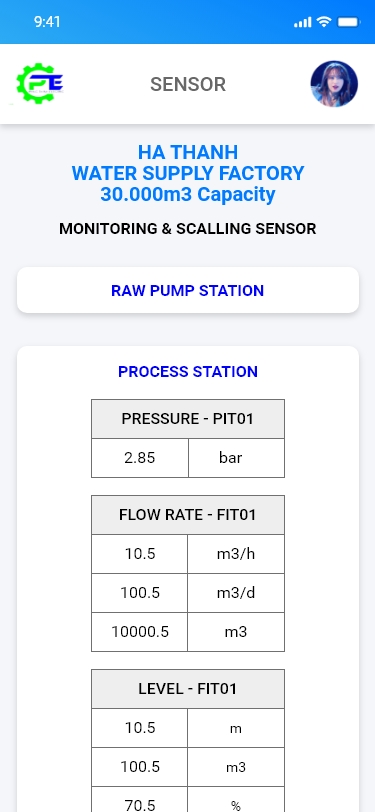 9:41
SENSOR
HA THANH
WATER SUPPLY FACTORY
30.000m3 Capacity
MONITORING & SCALLING SENSOR
RAW PUMP STATION
PROCESS STATION
PRESSURE - PIT01
2.85 bar
FLOW RATE - FIT01
10.5 m3/h
100.5 m3/d
10000.5 m3
LEVEL - FIT01
10.5 m
100.5 m3
70.5 %